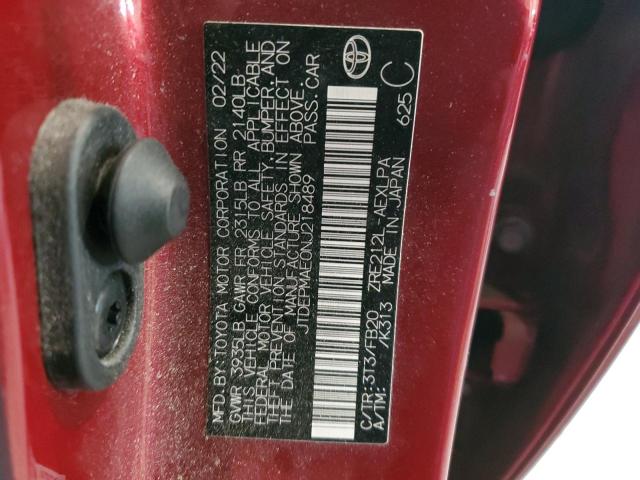 MFD.BY:TOYOTA MOTOR CORPORATION 02/22
GVWR 3935LB GAWR FR 2315LB RR 2140LB
THIS VEHICLE CONFORMS TO ALL APPLICABLE
FEDERAL MOTOR VEHICLE SAFETY,BUMPER,AND
THEFT PREVENTION STANDARDS IN EFFECT ON
DATE OF MANUFACTURE SHOWN ABOVE.
JTDEPMAE0NJ218489 PASS.CAR
C/TR:3T3/FB20 ZRE212L 625 C
A/TM: /K313 AEXLPA
MADE IN JAPAN